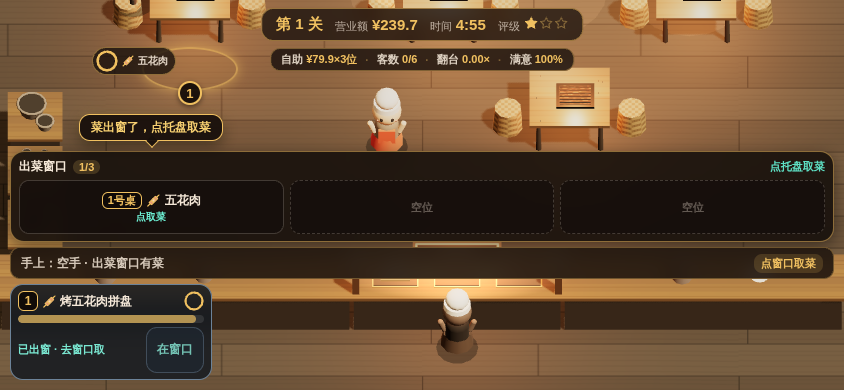 第 1 关 营业额 ¥239.7 时间 4:55 评级
自助 ¥79.9×3位 · 客数 0/6 · 翻台 0.00× · 满意 100%
五花肉
1
菜出窗了，点托盘取菜
出菜窗口 1/3 点托盘取菜
1号桌 五花肉
点取菜
空位
空位
手上：空手 · 出菜窗口有菜 点窗口取菜
1 烤五花肉拼盘
已出窗 · 去窗口取 在窗口